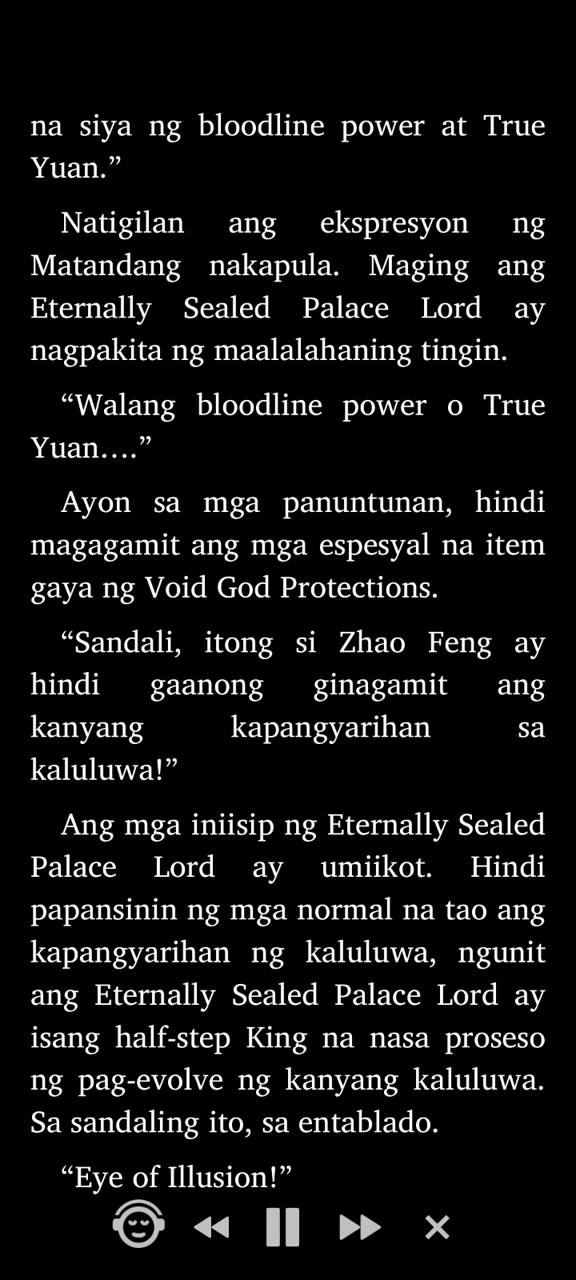 na siya ng bloodline power at True
Yuan.”
Natigilan ang ekspresyon ng
Matandang nakapula. Maging ang
Eternally Sealed Palace Lord ay
nagpakita ng maalalahaning tingin.
“Walang bloodline power o True
Yuan….”
Ayon sa mga panuntunan, hindi
magagamit ang mga espesyal na item
gaya ng Void God Protections.
“Sandali, itong si Zhao Feng ay
hindi gaanong ginagamit ang
kanyang kapangyarihan sa
kaluluwa!”
Ang mga iniisip ng Eternally Sealed
Palace Lord ay umiikot. Hindi
papansinin ng mga normal na tao ang
kapangyarihan ng kaluluwa, ngunit
ang Eternally Sealed Palace Lord ay
isang half-step King na nasa proseso
ng pag-evolve ng kanyang kaluluwa.
Sa sandaling ito, sa entablado.
“Eye of Illusion!”